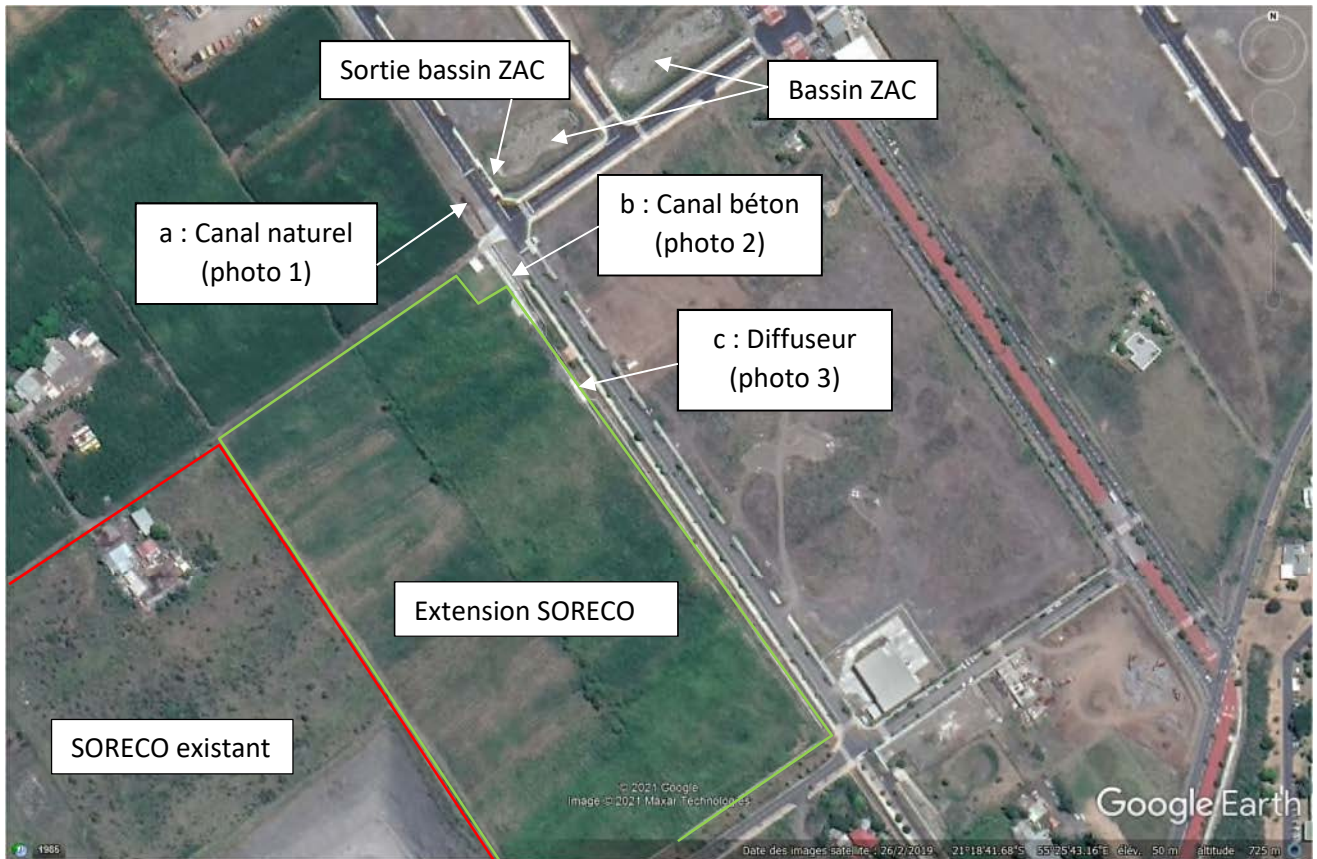 N
Sortie bassin ZAC
Bassin ZAC
a : Canal naturel
(photo 1)
b : Canal béton
(photo 2)
c : Diffuseur
(photo 3)
Extension SORECO
SORECO existant
© 2021 Google
Image © 2021 Maxar Technologies
Google Earth
1986
Date des images satellite : 26/2/2019 21°18'41.68"S 55°25'43.16"E élév. 50 m altitude 725 m